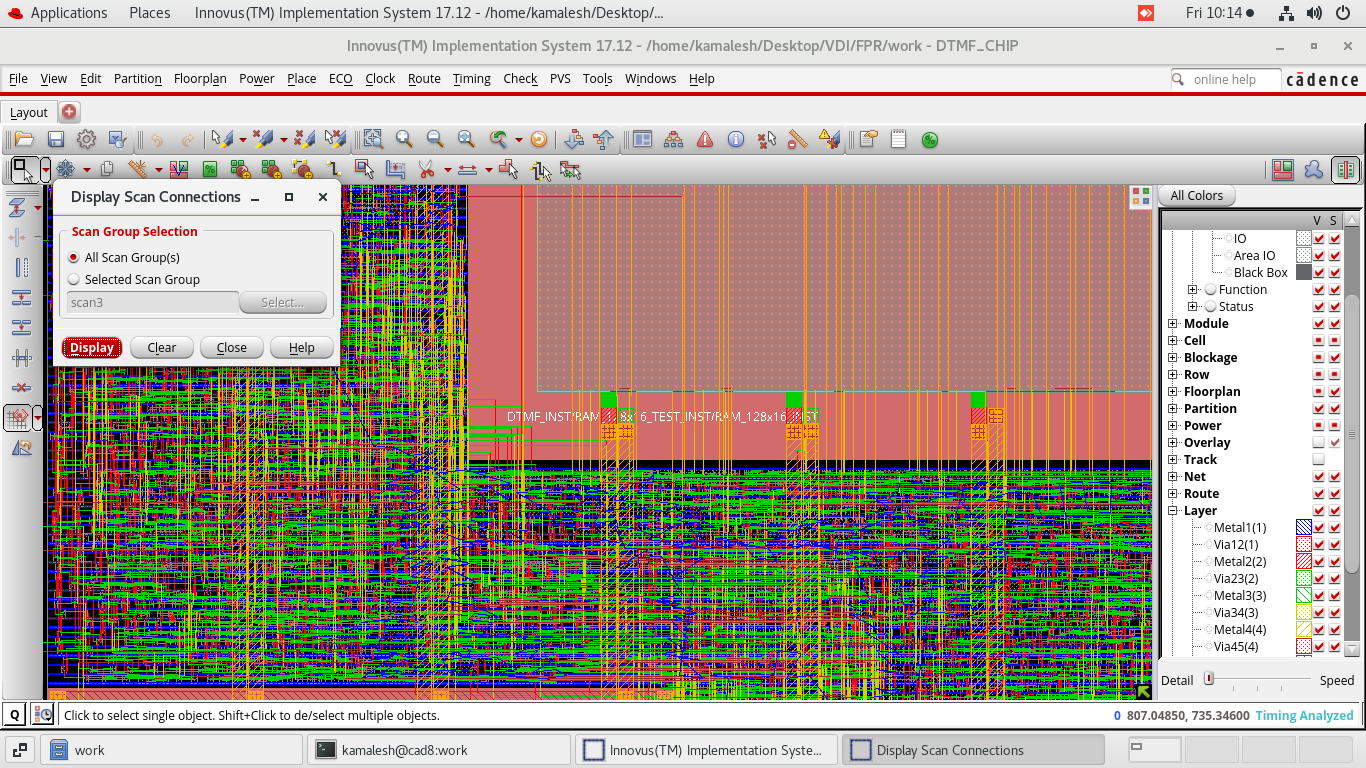 Applications Places Innovus(TM) Implementation System 17.12 - /home/kamalesh/Desktop/... Fri 10:14
Innovus(TM) Implementation System 17.12 - /home/kamalesh/Desktop/VDI/FPR/work - DTMF_CHIP
File View Edit Partition Floorplan Power Place ECO Clock Route Timing Check PVS Tools Windows Help online help cādence
Layout
Display Scan Connections
All Colors
V S
Scan Group Selection
All Scan Group(s)
Selected Scan Group
scan3 Select...
Display Clear Close Help
IO
Area IO
Black Box
Function
Status
Module
Cell
Blockage
Row
Floorplan
Partition
Power
Overlay
Track
Net
Route
Layer
Metal1(1)
Via12(1)
Metal2(2)
Via23(2)
Metal3(3)
Via34(3)
Metal4(4)
Via45(4)
Detail Speed
Q Click to select single object. Shift+Click to de/select multiple objects. 0 807.04850, 735.34600 Timing Analyzed
work kamalesh@cad8:work Innovus(TM) Implementation Syste... Display Scan Connections